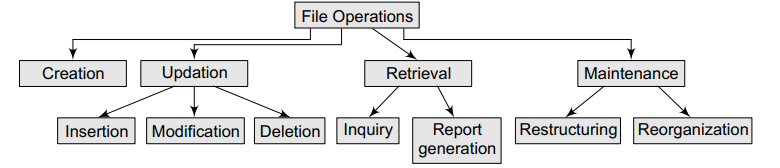 File Operations
Creation
Updation
Retrieval
Maintenance
Insertion
Modification
Deletion
Inquiry
Report
generation
Restructuring
Reorganization